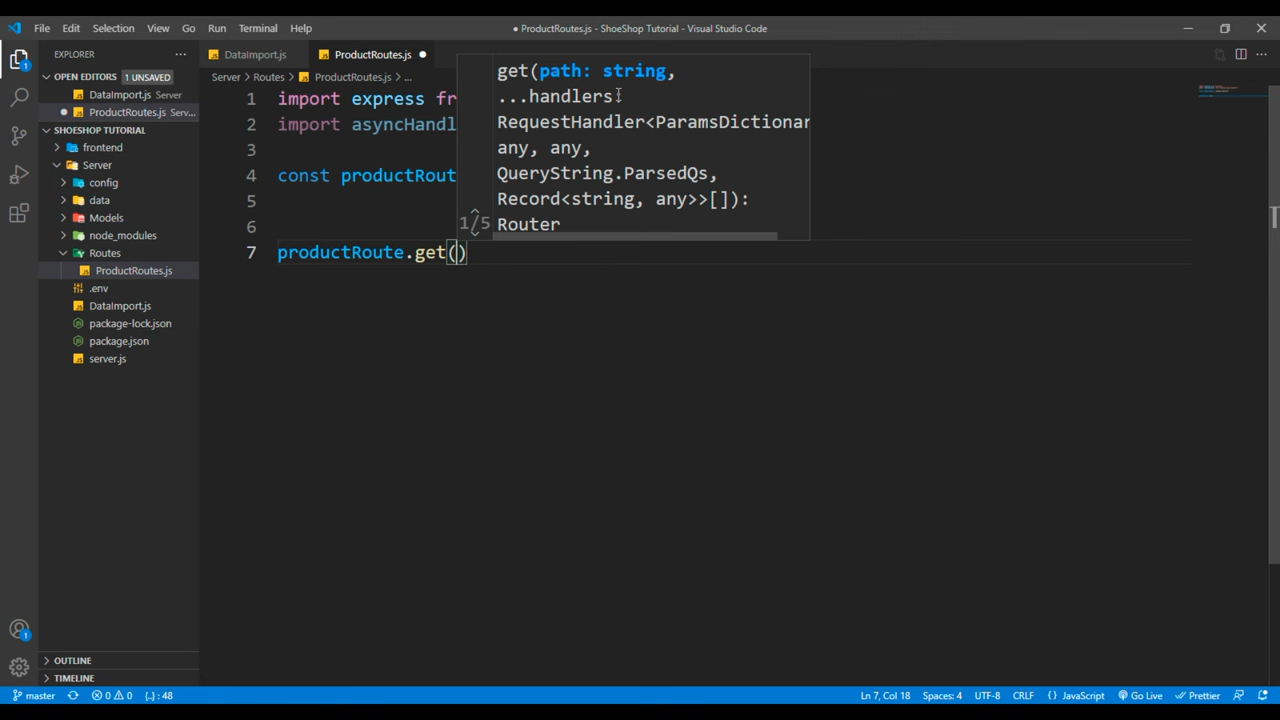 File Edit Selection View Go Run Terminal Help
● ProductRoutes.js - ShoeShop Tutorial - Visual Studio Code
EXPLORER
DataImport.js
ProductRoutes.js
OPEN EDITORS 1 UNSAVED
DataImport.js Server
ProductRoutes.js Serv...
SHOESHOP TUTORIAL
frontend
Server
config
data
Models
node_modules
Routes
ProductRoutes.js
.env
DataImport.js
package-lock.json
package.json
server.js
OUTLINE
TIMELINE
1
1
Server > Routes > ProductRoutes.js > ...
1 import express fr
2 import asyncHandl
3
4 const productRout
5
6
7 productRoute.get()
get(path: string,
...handlers:
RequestHandler<ParamsDictionar
any, any,
QueryString.ParsedQs,
Record<string, any>>[]):
1/5 Router
master 0 0 {..} : 48
Ln 7, Col 18 Spaces: 4 UTF-8 CRLF {} JavaScript Go Live Prettier